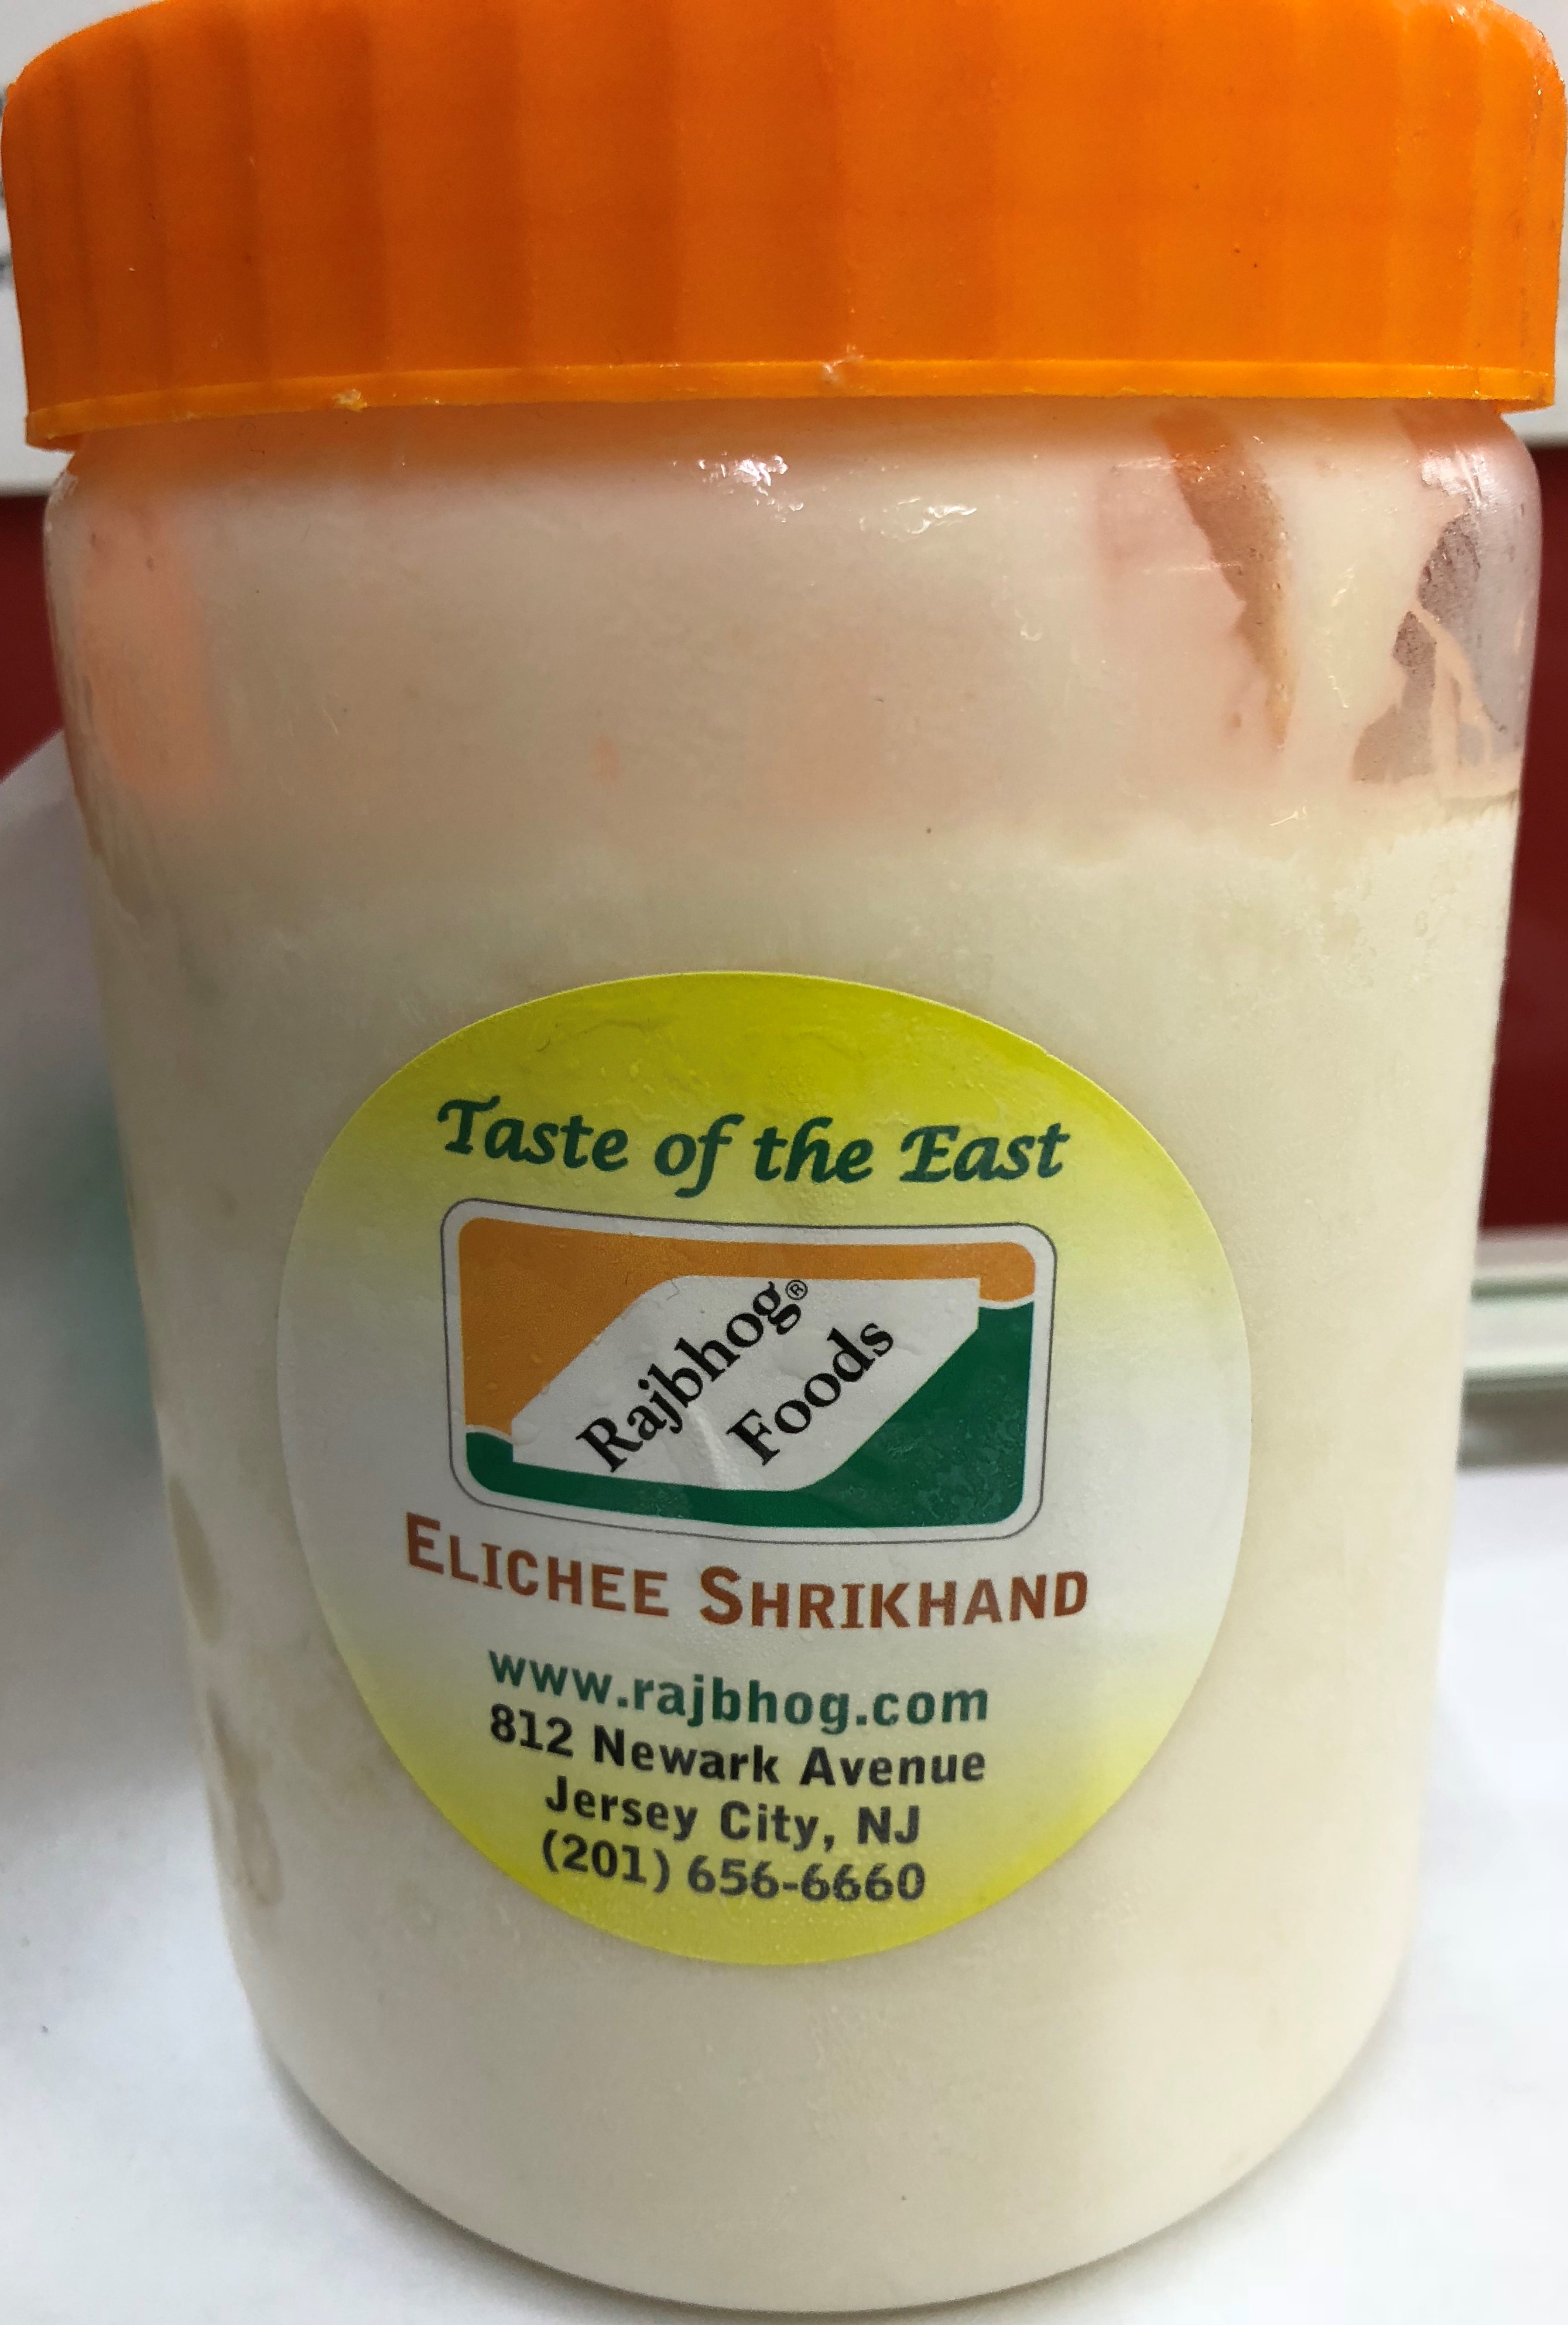 Taste of the East
Rajbhog®
Foods
ELICHEE SHRIKHAND
www.rajbhog.com
812 Newark Avenue
Jersey City, NJ
(201) 656-6660